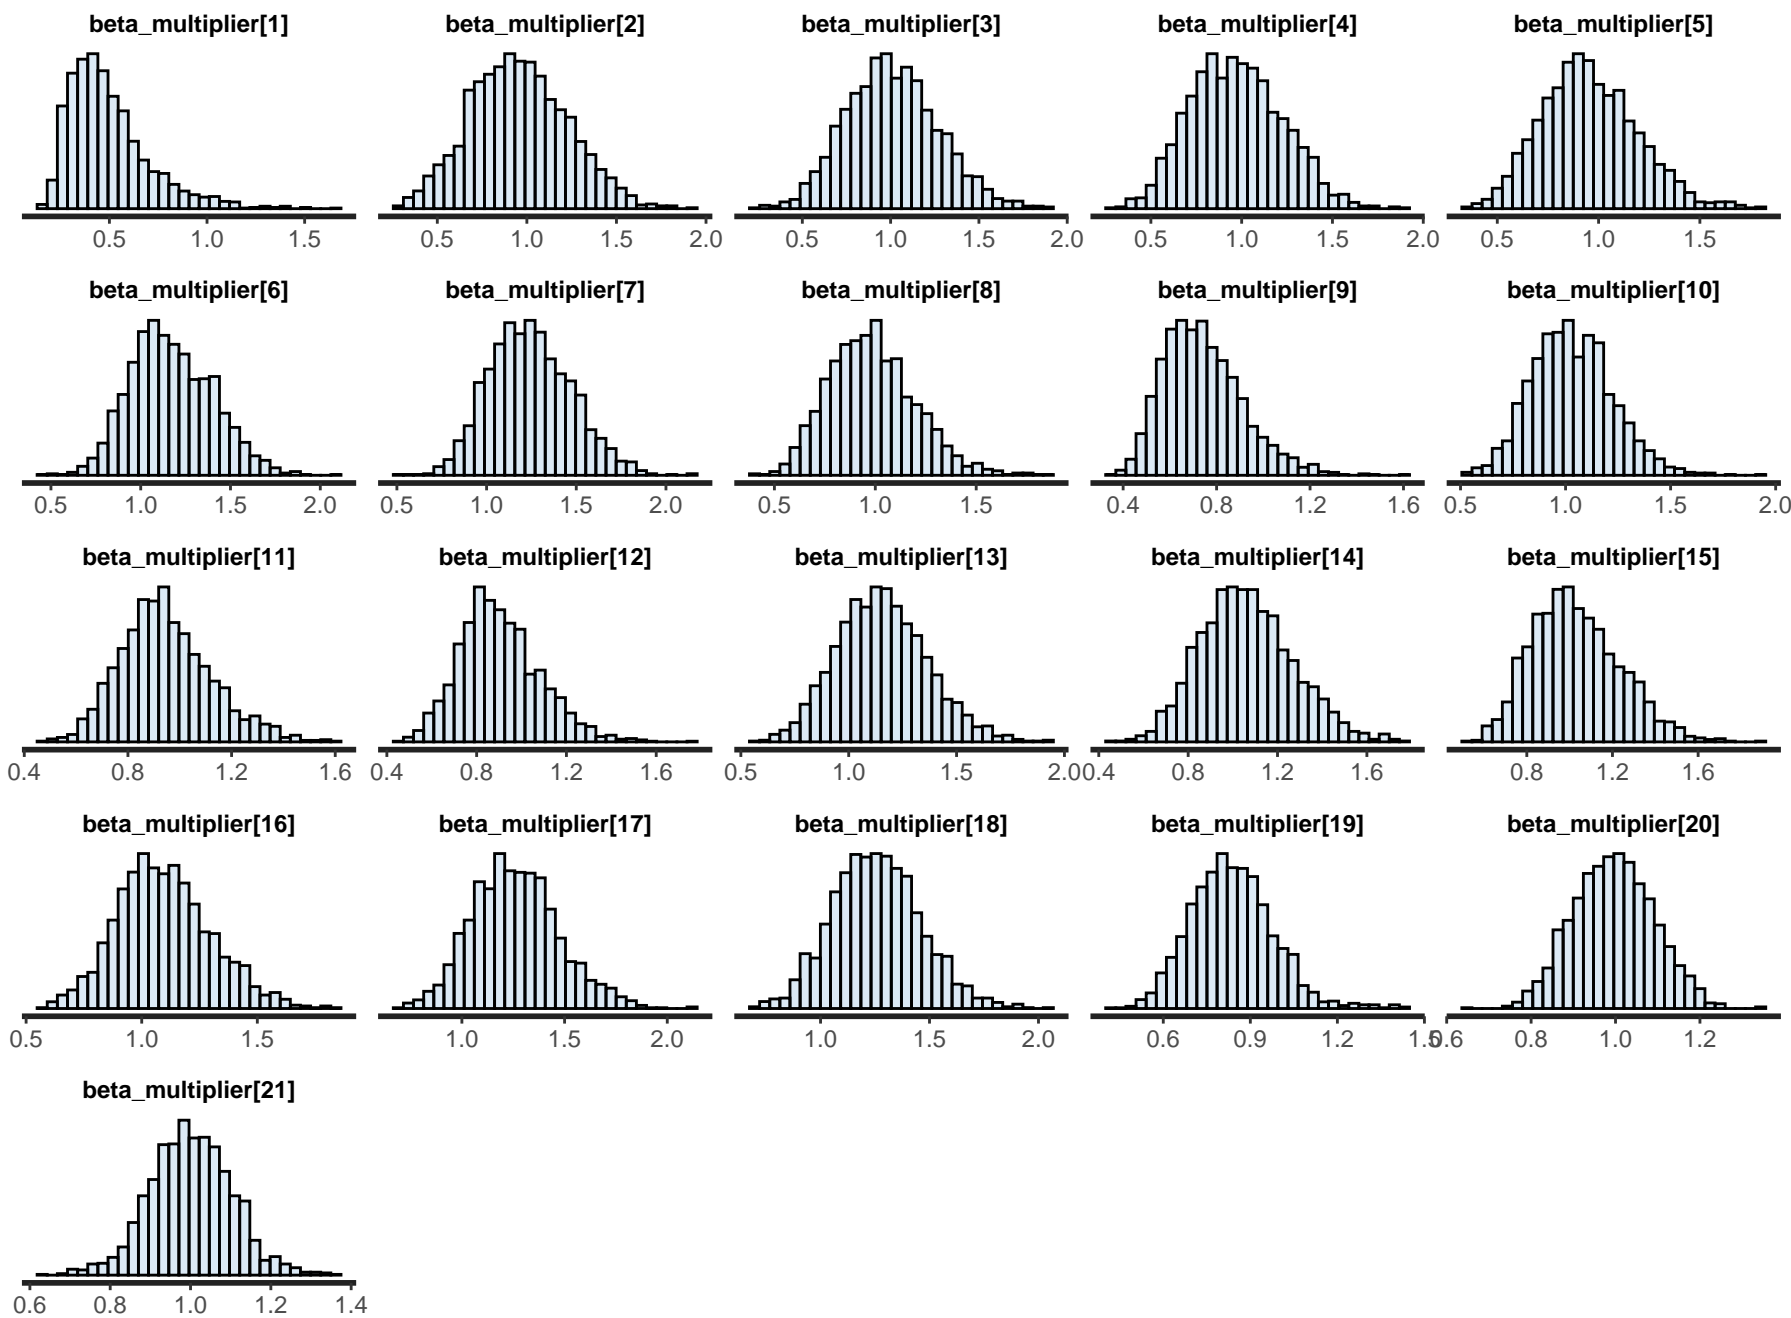 beta_multiplier[1] beta_multiplier[2] beta_multiplier[3] beta_multiplier[4] beta_multiplier[5]
0.5 1.0 1.5 0.5 1.0 1.5 2.0 0.5 1.0 1.5 2.0 0.5 1.0 1.5 2.0 0.5 1.0 1.5
beta_multiplier[6] beta_multiplier[7] beta_multiplier[8] beta_multiplier[9] beta_multiplier[10]
0.5 1.0 1.5 2.0 0.5 1.0 1.5 2.0 0.5 1.0 1.5 0.4 0.8 1.2 1.6 0.5 1.0 1.5 2.0
beta_multiplier[11] beta_multiplier[12] beta_multiplier[13] beta_multiplier[14] beta_multiplier[15]
0.4 0.8 1.2 1.6 0.4 0.8 1.2 1.6 0.5 1.0 1.5 2.0 0.4 0.8 1.2 1.6 0.8 1.2 1.6
beta_multiplier[16] beta_multiplier[17] beta_multiplier[18] beta_multiplier[19] beta_multiplier[20]
0.5 1.0 1.5 1.0 1.5 2.0 1.0 1.5 2.0 0.6 0.9 1.2 1.5 0.6 0.8 1.0 1.2
beta_multiplier[21]
0.6 0.8 1.0 1.2 1.4